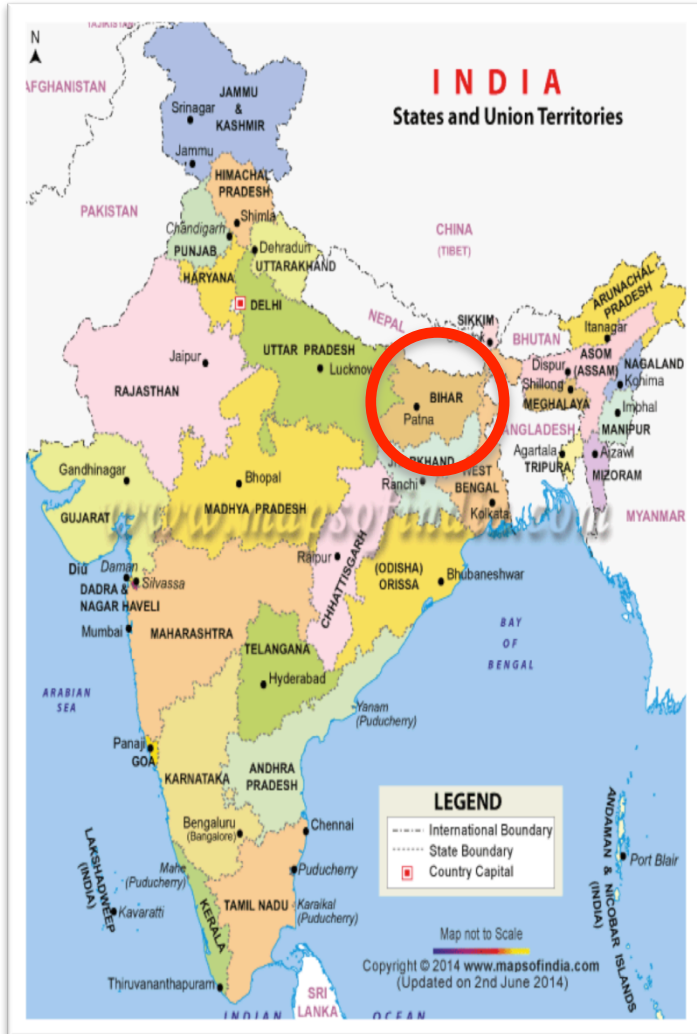 N
TAJIKISTAN
AFGHANISTAN
INDIA
States and Union Territories
JAMMU
&
KASHMIR
Srinagar
Jammu
HIMACHAL
PRADESH
Shimla
PAKISTAN
Chandigarh
PUNJAB
Dehradun
UTTARAKHAND
HARYANA
DELHI
CHINA
(TIBET)
ARUNACHAL
PRADESH
Itanagar
NEPAL
SIKKIM
BHUTAN
Jaipur
RAJASTHAN
UTTAR PRADESH
Lucknow
BIHAR
Patna
Dispur
ASOM
(ASSAM)
NAGALAND
Kohima
Shillong
MEGHALAYA
Imphal
MANIPUR
Agartala
TRIPURA
Aizawl
MIZORAM
Gandhinagar
GUJARAT
Bhopal
MADHYA PRADESH
Ranchi
WEST
BENGAL
Kolkata
MYANMAR
www.mapsofindia.com
Diu
Daman
Silvassa
DADRA &
NAGAR HAVELI
Raipur
CHHATTISGARH
(ODISHA)
ORISSA
Bhubaneshwar
Mumbai
MAHARASHTRA
TELANGANA
Hyderabad
BAY
OF
BENGAL
ARABIAN
SEA
Yanam
(Puducherry)
Panaji
GOA
KARNATAKA
ANDHRA
PRADESH
Bengaluru
(Bangalore)
Chennai
LEGEND
International Boundary
State Boundary
Country Capital
Mahe
(Puducherry)
Puducherry
LAKSHADWEEP
(INDIA)
Kavaratti
KERALA
TAMIL NADU
Karaikal
(Puducherry)
ANDAMAN & NICOBAR ISLANDS
(INDIA)
Port Blair
Map not to Scale
Copyright © 2014 www.mapsofindia.com
(Updated on 2nd June 2014)
Thiruvananthapuram
SRI
LANKA
INDIAN OCEAN